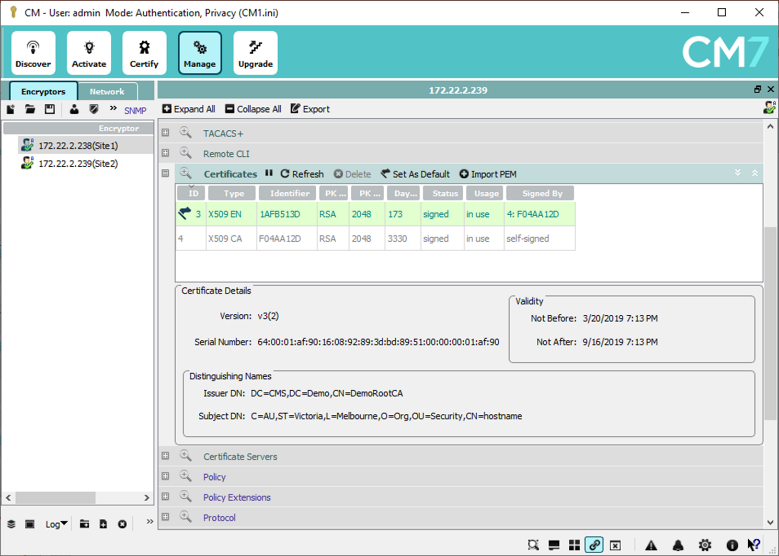 CM - User: admin  Mode: Authentication, Privacy (CM1.ini)
Discover
Activate
Certify
Manage
Upgrade
CM7
Encryptors
Network
172.22.2.239
SNMP
Expand All
Collapse All
Export
Encryptor
172.22.2.238(Site1)
172.22.2.239(Site2)
TACACS+
Remote CLI
Certificates
Refresh
Delete
Set As Default
Import PEM
ID Type Identifier PK ... PK ... Day... Status Usage Signed By
3 X509 EN 1AFB513D RSA 2048 173 signed in use 4: F04AA12D
4 X509 CA F04AA12D RSA 2048 3330 signed in use self-signed
Certificate Details
Version: v3(2)
Serial Number: 64:00:01:af:90:16:08:92:89:3d:bd:89:51:00:00:00:01:af:90
Validity
Not Before: 3/20/2019 7:13 PM
Not After: 9/16/2019 7:13 PM
Distinguishing Names
Issuer DN: DC=CMS,DC=Demo,CN=DemoRootCA
Subject DN: C=AU,ST=Victoria,L=Melbourne,O=Org,OU=Security,CN=hostname
Certificate Servers
Policy
Policy Extensions
Protocol
Log